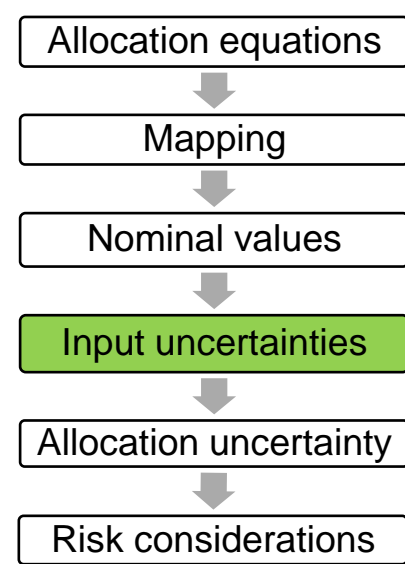 Allocation equations
Mapping
Nominal values
Input uncertainties
Allocation uncertainty
Risk considerations